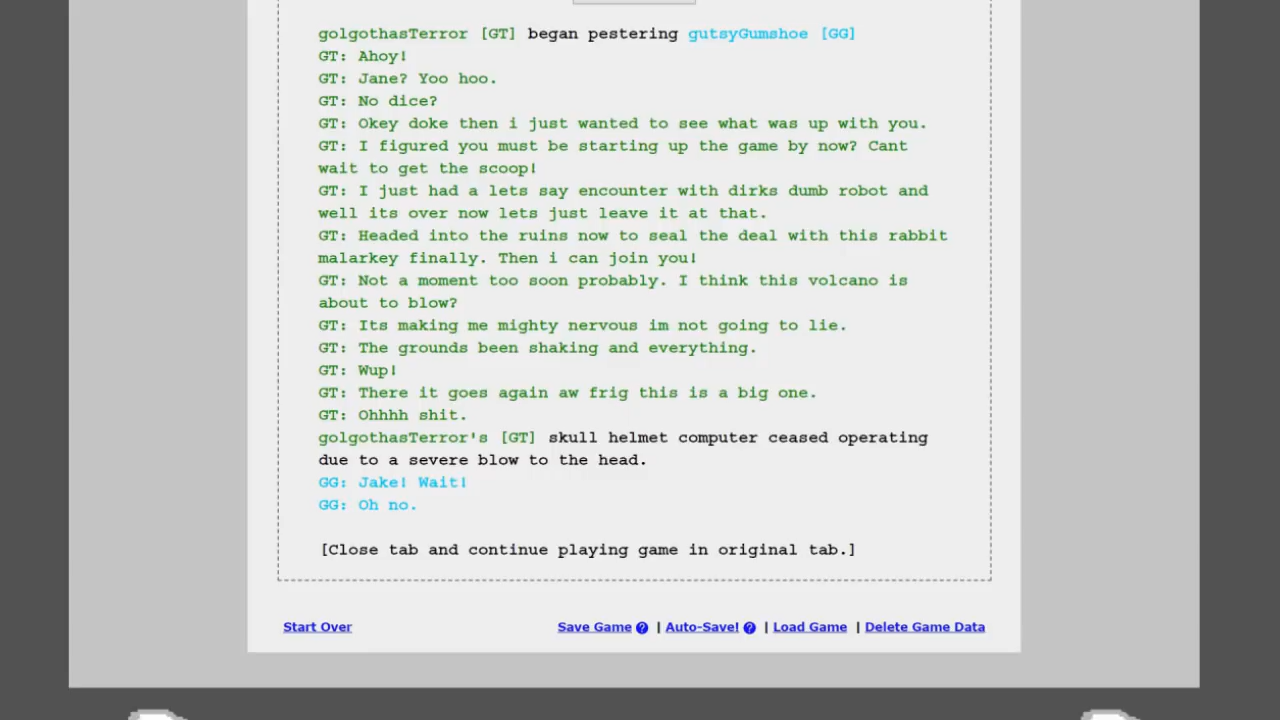 golgothasTerror [GT] began pestering gutsyGumshoe [GG]
GT: Ahoy!
GT: Jane? Yoo hoo.
GT: No dice?
GT: Okey doke then i just wanted to see what was up with you.
GT: I figured you must be starting up the game by now? Cant
wait to get the scoop!
GT: I just had a lets say encounter with dirks dumb robot and
well its over now lets just leave it at that.
GT: Headed into the ruins now to seal the deal with this rabbit
malarkey finally. Then i can join you!
GT: Not a moment too soon probably. I think this volcano is
about to blow?
GT: Its making me mighty nervous im not going to lie.
GT: The grounds been shaking and everything.
GT: Wup!
GT: There it goes again aw frig this is a big one.
GT: Ohhhh shit.
golgothasTerror's [GT] skull helmet computer ceased operating
due to a severe blow to the head.
GG: Jake! Wait!
GG: Oh no.
[Close tab and continue playing game in original tab.]
Start Over Save Game ? | Auto-Save! ? | Load Game | Delete Game Data